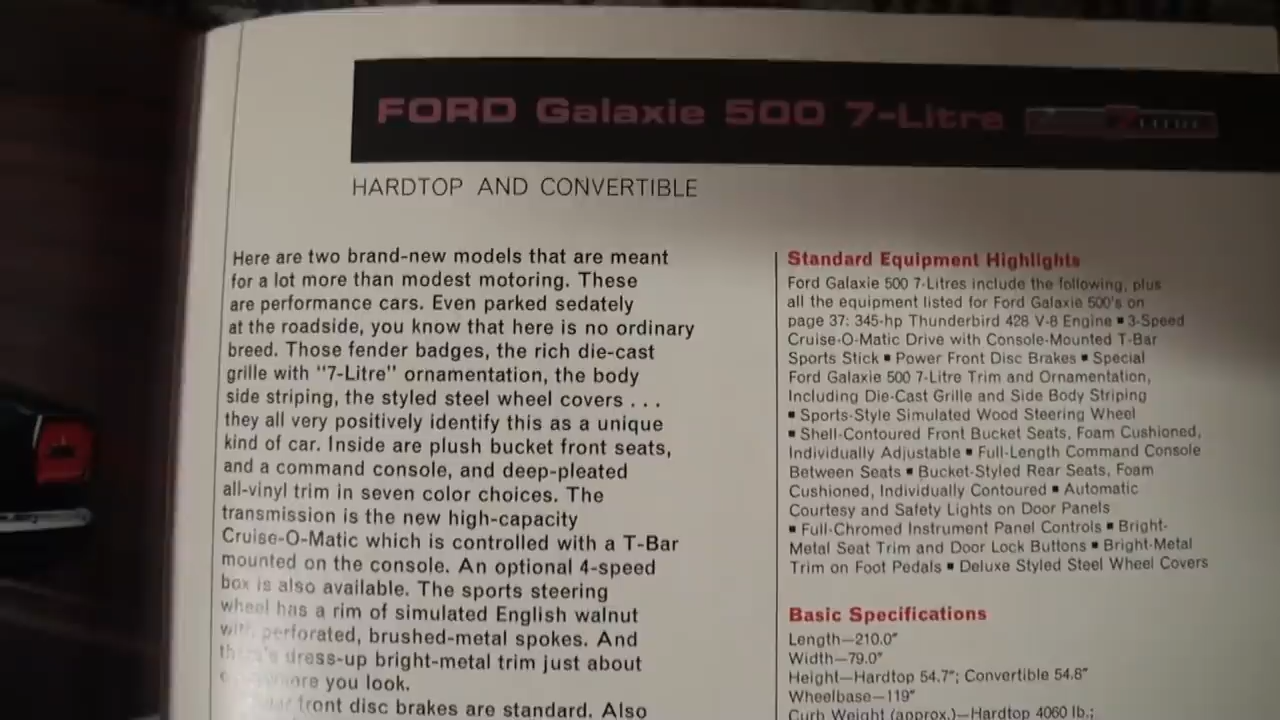 FORD Galaxie 500 7-Litre 7 LITRE
HARDTOP AND CONVERTIBLE
Here are two brand-new models that are meant
for a lot more than modest motoring. These
are performance cars. Even parked sedately
at the roadside, you know that here is no ordinary
breed. Those fender badges, the rich die-cast
grille with "7-Litre" ornamentation, the body
side striping, the styled steel wheel covers . . .
they all very positively identify this as a unique
kind of car. Inside are plush bucket front seats,
and a command console, and deep-pleated
all-vinyl trim in seven color choices. The
transmission is the new high-capacity
Cruise-O-Matic which is controlled with a T-Bar
mounted on the console. An optional 4-speed
box is also available. The sports steering
wheel has a rim of simulated English walnut
with perforated, brushed-metal spokes. And
there's dress-up bright-metal trim just about
you look.
front disc brakes are standard. Also
Standard Equipment Highlights
Ford Galaxie 500 7-Litres include the following, plus
all the equipment listed for Ford Galaxie 500's on
page 37: 345-hp Thunderbird 428 V-8 Engine ▪ 3-Speed
Cruise-O-Matic Drive with Console-Mounted T-Bar
Sports Stick ▪ Power Front Disc Brakes ▪ Special
Ford Galaxie 500 7-Litre Trim and Ornamentation,
Including Die-Cast Grille and Side Body Striping
▪ Sports-Style Simulated Wood Steering Wheel
▪ Shell-Contoured Front Bucket Seats, Foam Cushioned,
Individually Adjustable ▪ Full-Length Command Console
Between Seats ▪ Bucket-Styled Rear Seats, Foam
Cushioned, Individually Contoured ▪ Automatic
Courtesy and Safety Lights on Door Panels
▪ Full-Chromed Instrument Panel Controls ▪ Bright-
Metal Seat Trim and Door Lock Buttons ▪ Bright-Metal
Trim on Foot Pedals ▪ Deluxe Styled Steel Wheel Covers
Basic Specifications
Length—210.0"
Width—79.0"
Height—Hardtop 54.7"; Convertible 54.8"
Wheelbase—119"
Curb Weight (approx.)—Hardtop 4060 lb.;